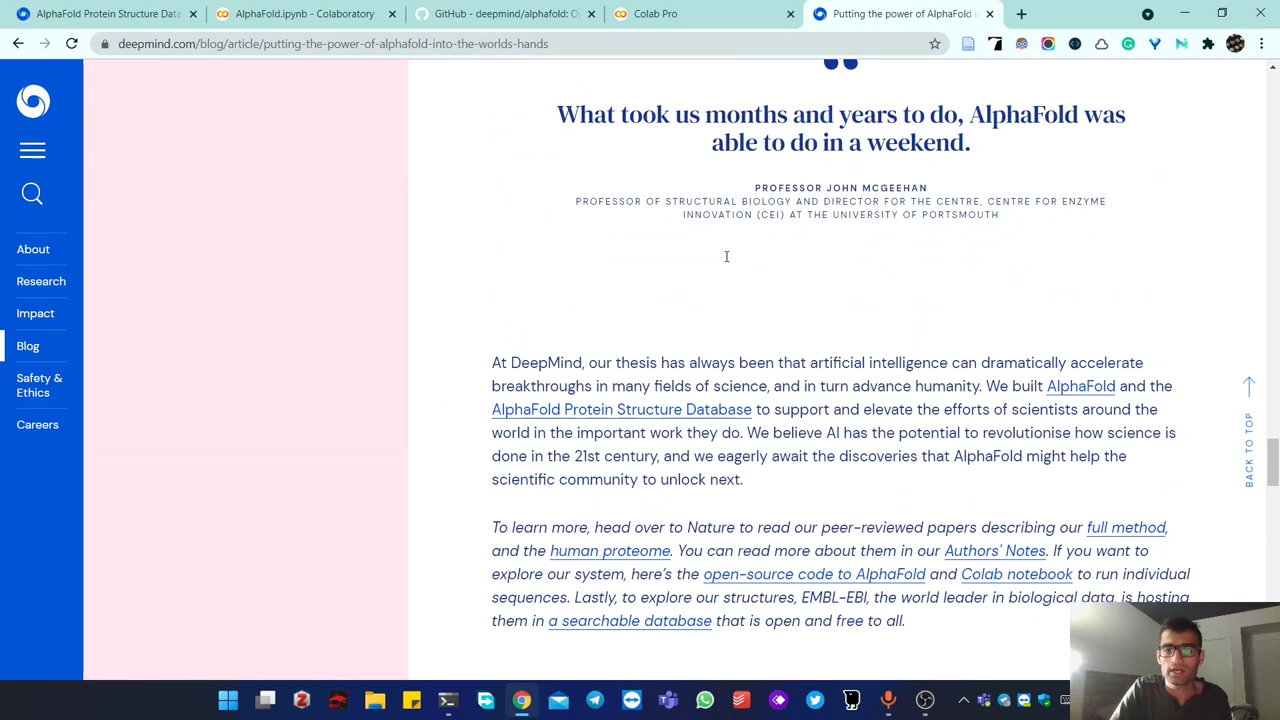 AlphaFold Protein Structure Data
AlphaFold.ipynb - Colaboratory
GitHub - deepmind/alphafold: Op
Colab Pro
Putting the power of AlphaFold in
deepmind.com/blog/article/putting-the-power-of-alphafold-into-the-worlds-hands
About
Research
Impact
Blog
Safety &
Ethics
Careers
What took us months and years to do, AlphaFold was
able to do in a weekend.
PROFESSOR JOHN MCGEEHAN
PROFESSOR OF STRUCTURAL BIOLOGY AND DIRECTOR FOR THE CENTRE, CENTRE FOR ENZYME
INNOVATION (CEI) AT THE UNIVERSITY OF PORTSMOUTH
At DeepMind, our thesis has always been that artificial intelligence can dramatically accelerate
breakthroughs in many fields of science, and in turn advance humanity. We built AlphaFold and the
AlphaFold Protein Structure Database to support and elevate the efforts of scientists around the
world in the important work they do. We believe AI has the potential to revolutionise how science is
done in the 21st century, and we eagerly await the discoveries that AlphaFold might help the
scientific community to unlock next.
To learn more, head over to Nature to read our peer-reviewed papers describing our full method,
and the human proteome. You can read more about them in our Authors' Notes. If you want to
explore our system, here's the open-source code to AlphaFold and Colab notebook to run individual
sequences. Lastly, to explore our structures, EMBL-EBI, the world leader in biological data, is hosting
them in a searchable database that is open and free to all.
BACK TO TOP